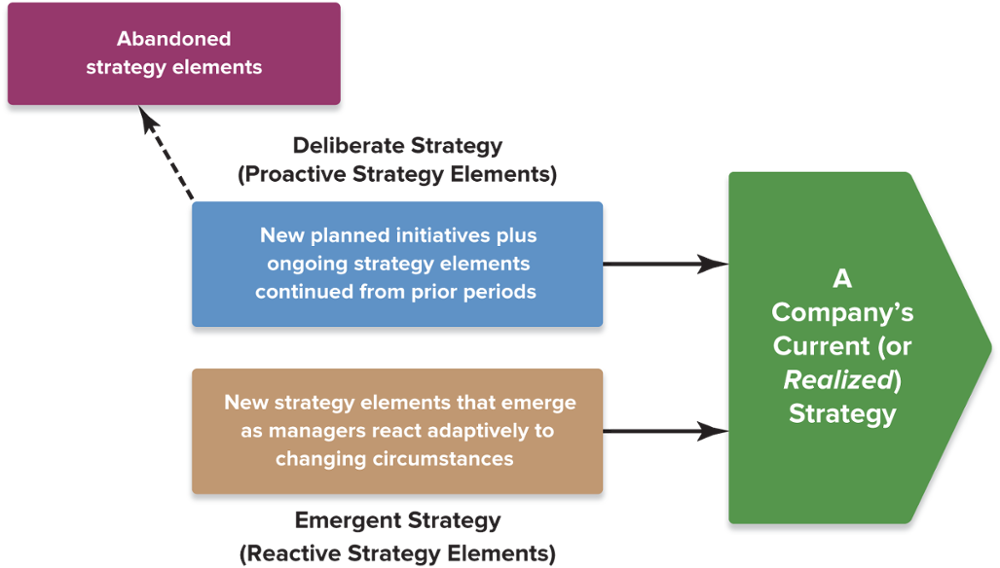 Abandoned
strategy elements
Deliberate Strategy
(Proactive Strategy Elements)
New planned initiatives plus
ongoing strategy elements
continued from prior periods
New strategy elements that emerge
as managers react adaptively to
changing circumstances
Emergent Strategy
(Reactive Strategy Elements)
A
Company’s
Current (or
Realized)
Strategy